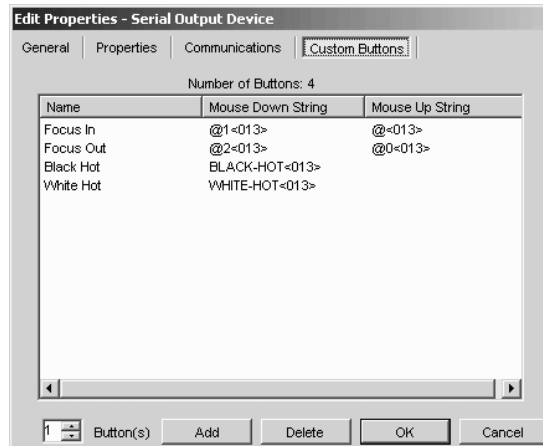 Edit Properties - Serial Output Device
General Properties Communications Custom Buttons
Number of Buttons: 4
Name Mouse Down String Mouse Up String
Focus In @1<013> @<013>
Focus Out @2<013> @0<013>
Black Hot BLACK-HOT<013>
White Hot WHITE-HOT<013>
1 Button(s) Add Delete OK Cancel